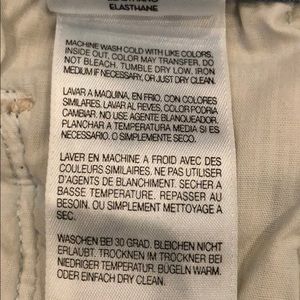 ELASTHANE
MACHINE WASH COLD WITH LIKE COLORS.
INSIDE OUT, COLOR MAY TRANSFER. DO
NOT BLEACH. TUMBLE DRY LOW, IRON
MEDIUM IF NECESSARY, OR JUST DRY CLEAN.
LAVAR A MAQUINA, EN FRIO, CON COLORES
SIMILARES. LAVAR AL REVES, COLOR PODRIA
CAMBIAR. NO USE AGENTE BLANQUEADOR.
PLANCHAR A TEMPERATURA MEDIA SI ES
NECESSARIO. O SIMPLEMENTE SECO.
LAVER EN MACHINE A FROID AVEC DES
COULEURS SIMILAIRES. NE PAS UTILISER
D'AGENTS DE BLANCHIMENT. SECHER A
BASSE TEMPERATURE. REPASSER AU
BESOIN. OU SIMPLEMENT METTOYAGE A
SEC.
WASCHEN BEI 30 GRAD. BLEICHEN NICHT
ERLAUBT. TROCKNEN IM TROCKNER BEI
NIEDRIGER TEMPERATUR. BUGELN WARM.
ODER EINFACH DRY CLEAN.